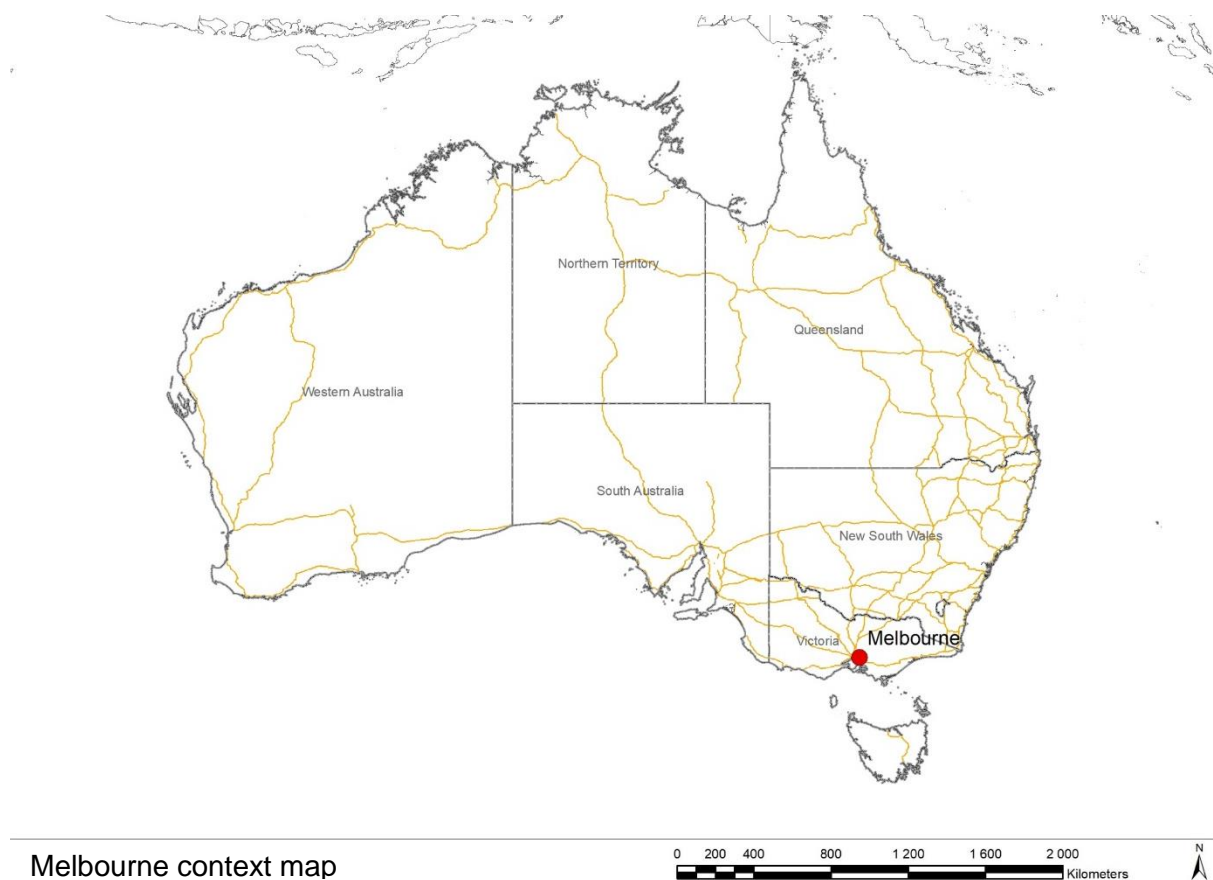 Northern Territory
Queensland
Western Australia
South Australia
New South Wales
Victoria
Melbourne
Melbourne context map
0 200 400 800 1 200 1 600 2 000
Kilometers
N